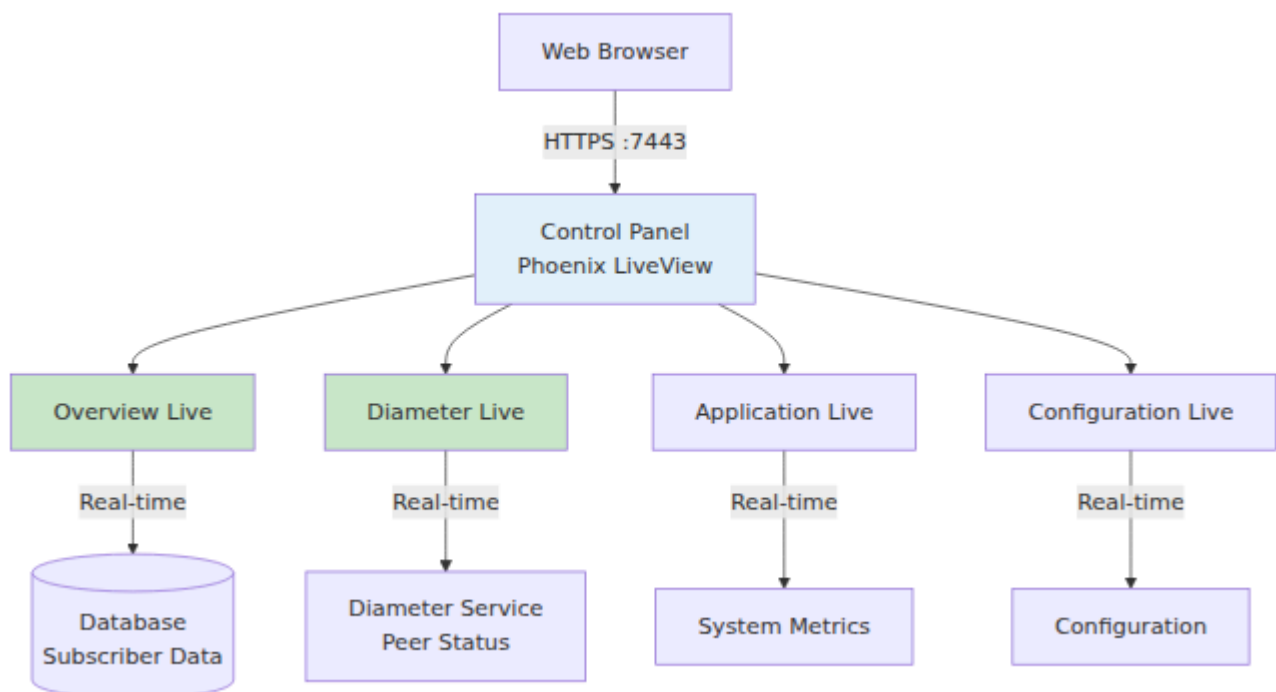 Web Browser
HTTPS :7443
Control Panel
Phoenix LiveView
Overview Live
Diameter Live
Application Live
Configuration Live
Real-time
Real-time
Real-time
Real-time
Database
Subscriber Data
Diameter Service
Peer Status
System Metrics
Configuration